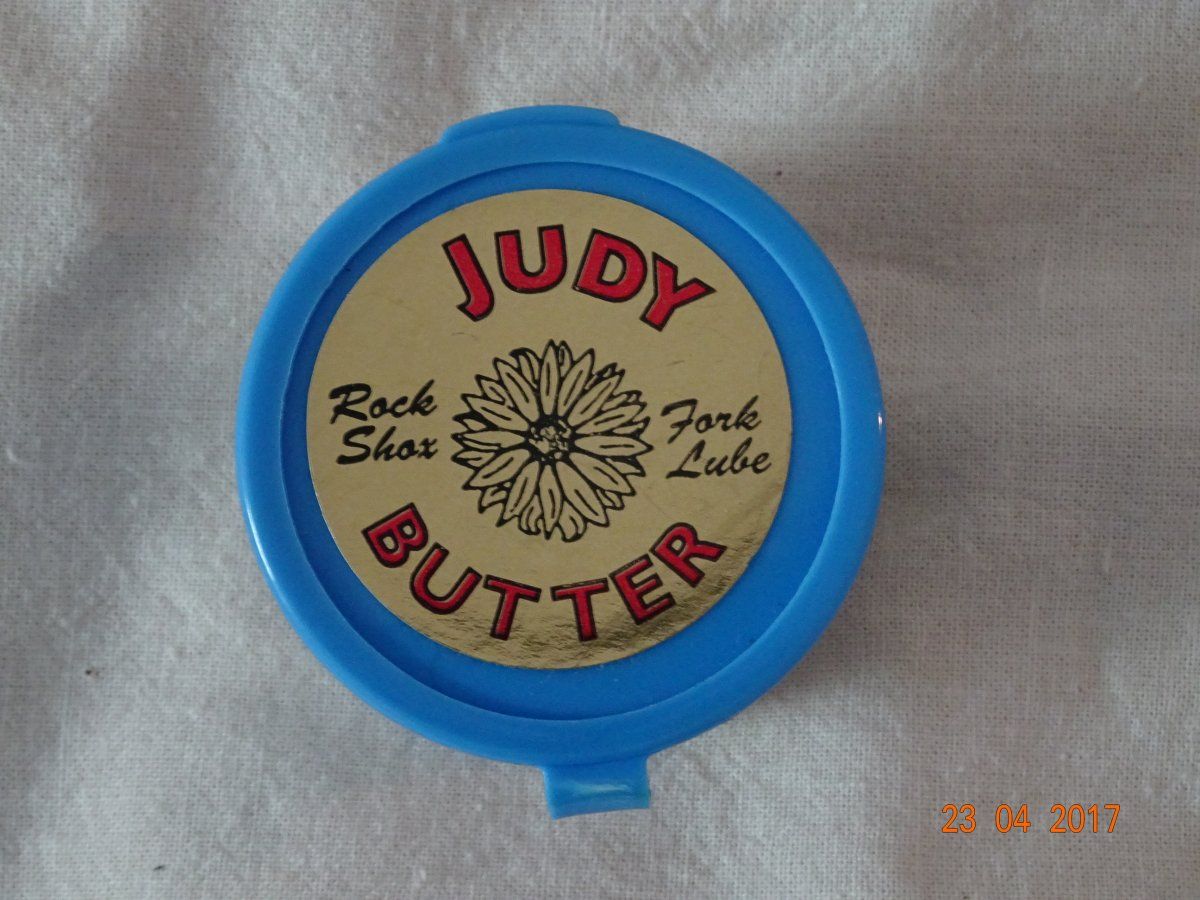 JUDY
Rock
Shox
Fork
Lube
BUTTER
23 04 2017